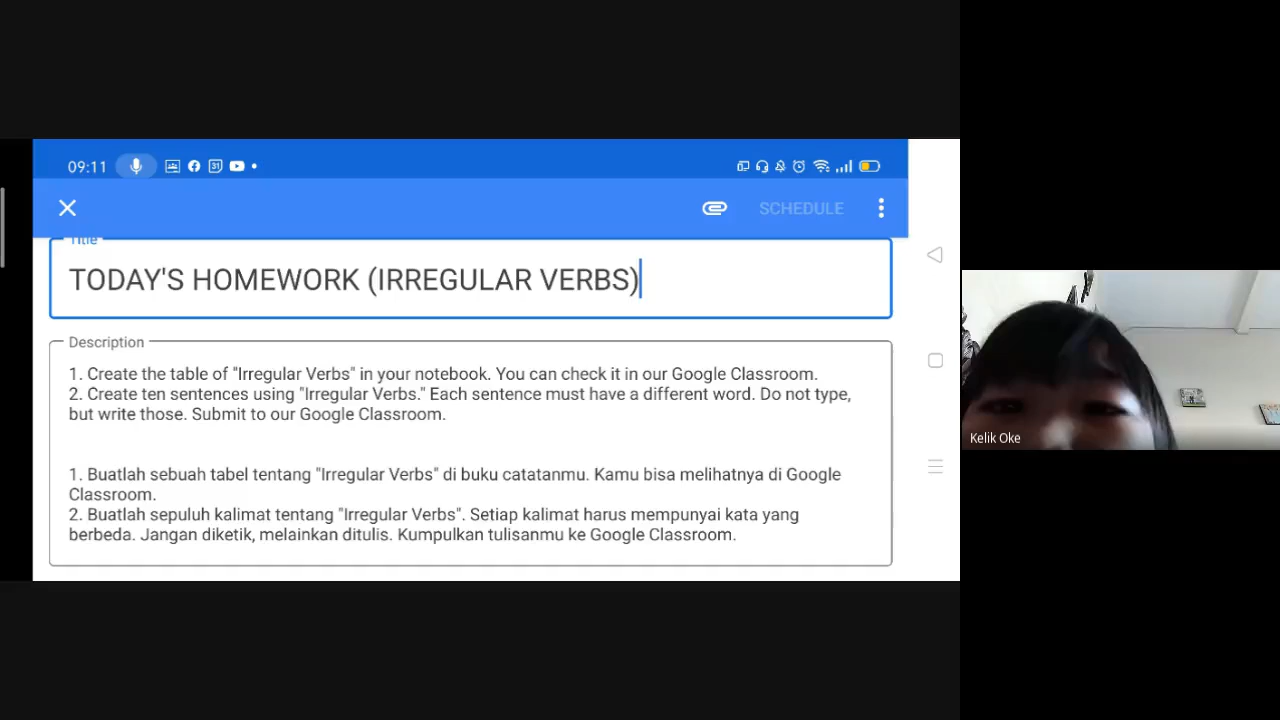 09:11
31
SCHEDULE
Title
TODAY'S HOMEWORK (IRREGULAR VERBS)
Description
1. Create the table of "Irregular Verbs" in your notebook. You can check it in our Google Classroom.
2. Create ten sentences using "Irregular Verbs." Each sentence must have a different word. Do not type,
but write those. Submit to our Google Classroom.
1. Buatlah sebuah tabel tentang "Irregular Verbs" di buku catatanmu. Kamu bisa melihatnya di Google
Classroom.
2. Buatlah sepuluh kalimat tentang "Irregular Verbs". Setiap kalimat harus mempunyai kata yang
berbeda. Jangan diketik, melainkan ditulis. Kumpulkan tulisanmu ke Google Classroom.
Kelik Oke